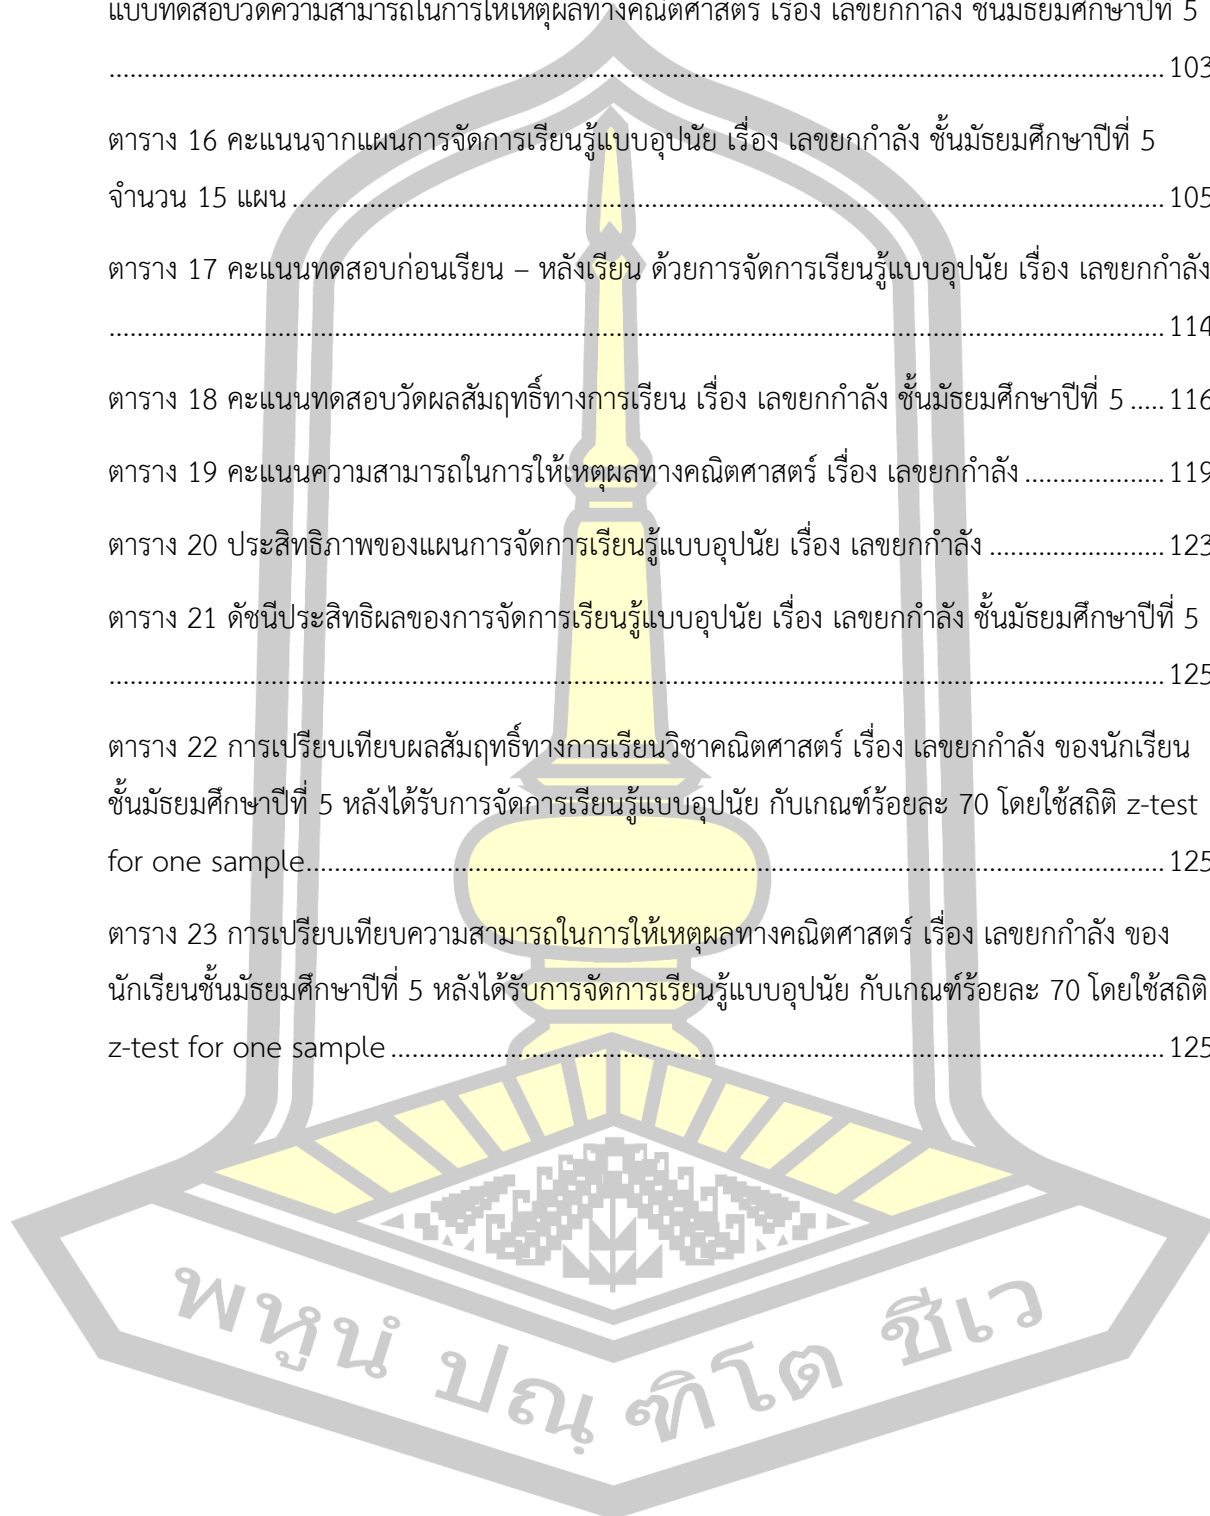 แบบทดสอบวัดความสามารถในการให้เหตุผลทางคณิตศาสตร์ เรื่อง เลขยกกำลัง ชั้นมัธยมศึกษาปีที่ 5
........................................................................ 103
ตาราง 16 คะแนนจากแผนการจัดการเรียนรู้แบบอุปนัย เรื่อง เลขยกกำลัง ชั้นมัธยมศึกษาปีที่ 5
จำนวน 15 แผน ........................................................................ 105
ตาราง 17 คะแนนทดสอบก่อนเรียน – หลังเรียน ด้วยการจัดการเรียนรู้แบบอุปนัย เรื่อง เลขยกกำลัง
........................................................................ 114
ตาราง 18 คะแนนทดสอบวัดผลสัมฤทธิ์ทางการเรียน เรื่อง เลขยกกำลัง ชั้นมัธยมศึกษาปีที่ 5 ..... 116
ตาราง 19 คะแนนความสามารถในการให้เหตุผลทางคณิตศาสตร์ เรื่อง เลขยกกำลัง .................... 119
ตาราง 20 ประสิทธิภาพของแผนการจัดการเรียนรู้แบบอุปนัย เรื่อง เลขยกกำลัง ......................... 123
ตาราง 21 ดัชนีประสิทธิผลของการจัดการเรียนรู้แบบอุปนัย เรื่อง เลขยกกำลัง ชั้นมัธยมศึกษาปีที่ 5
........................................................................ 125
ตาราง 22 การเปรียบเทียบผลสัมฤทธิ์ทางการเรียนวิชาคณิตศาสตร์ เรื่อง เลขยกกำลัง ของนักเรียน
ชั้นมัธยมศึกษาปีที่ 5 หลังได้รับการจัดการเรียนรู้แบบอุปนัย กับเกณฑ์ร้อยละ 70 โดยใช้สถิติ z-test
for one sample........................................................................ 125
ตาราง 23 การเปรียบเทียบความสามารถในการให้เหตุผลทางคณิตศาสตร์ เรื่อง เลขยกกำลัง ของ
นักเรียนชั้นมัธยมศึกษาปีที่ 5 หลังได้รับการจัดการเรียนรู้แบบอุปนัย กับเกณฑ์ร้อยละ 70 โดยใช้สถิติ
z-test for one sample ........................................................................ 125
พหูนํ ปณฺฑิโต ชีเว